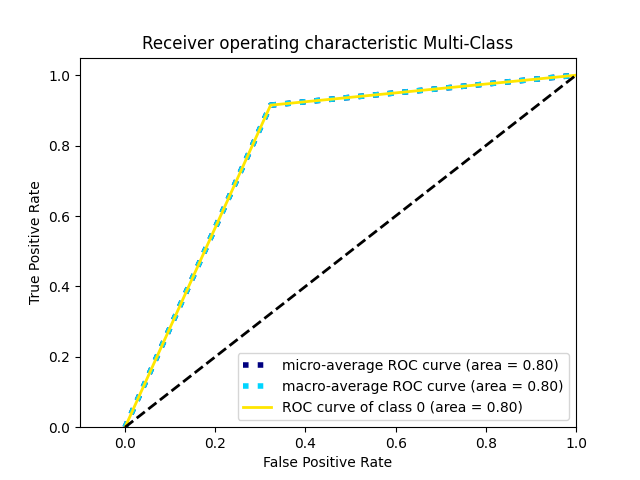 Receiver operating characteristic Multi-Class
1.0
0.8
0.6
0.4
0.2
0.0
True Positive Rate
micro-average ROC curve (area = 0.80)
macro-average ROC curve (area = 0.80)
ROC curve of class 0 (area = 0.80)
0.0 0.2 0.4 0.6 0.8 1.0
False Positive Rate